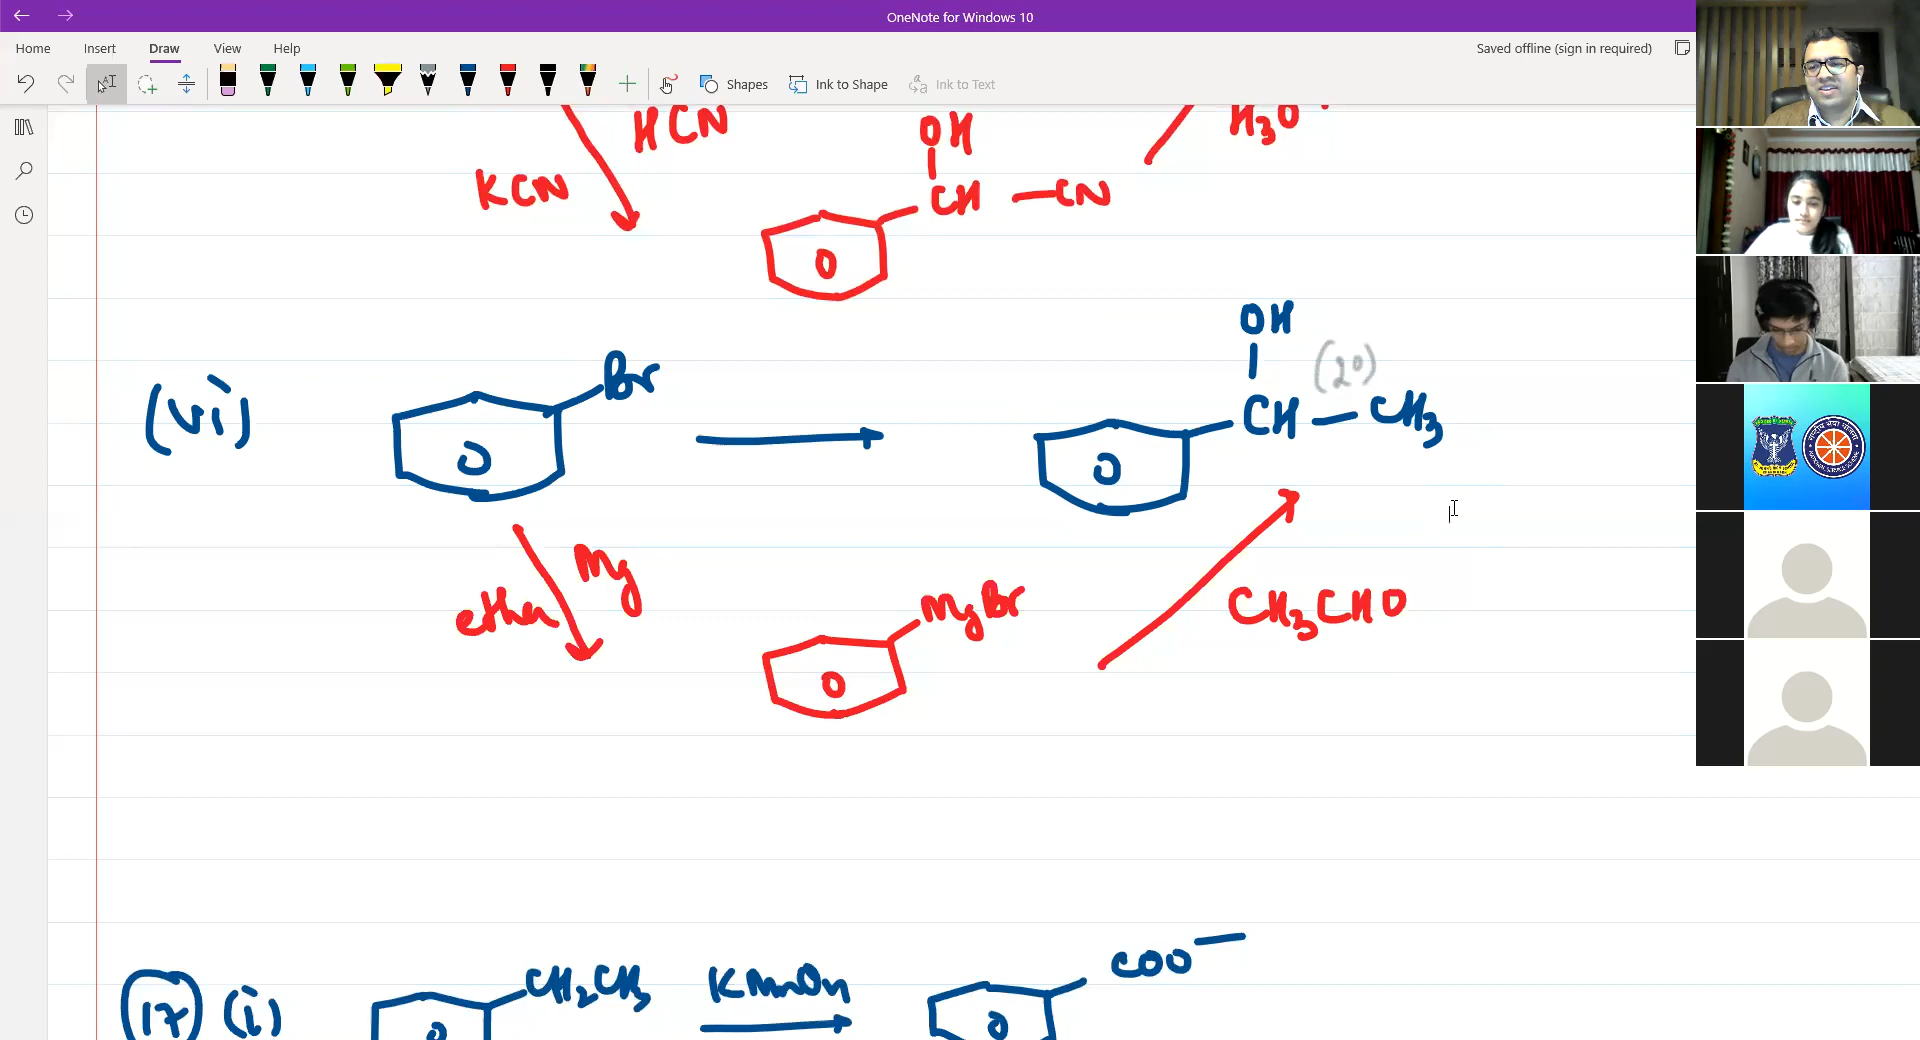 OneNote for Windows 10
Home Insert Draw View Help
Saved offline (sign in required)
Shapes Ink to Shape Ink to Text
HCN
KCN
H3O
OH
CH — CN
O
(vi)
Br
O
OH
(2°)
CH — CH3
O
Mg
ether
MgBr
O
CH3CHO
17 (i)
CH2CH3
O
KMnO4
COO—
O